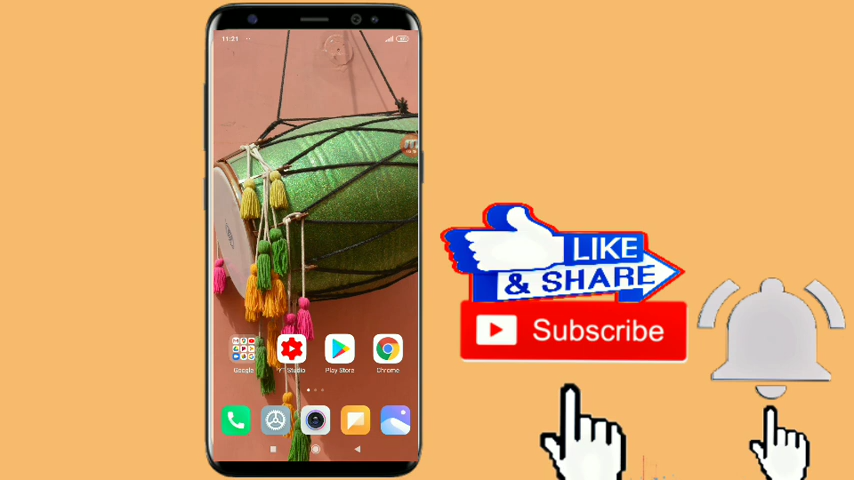 11:21
Google
YT Studio
Play Store
Chrome
LIKE
& SHARE
Subscribe